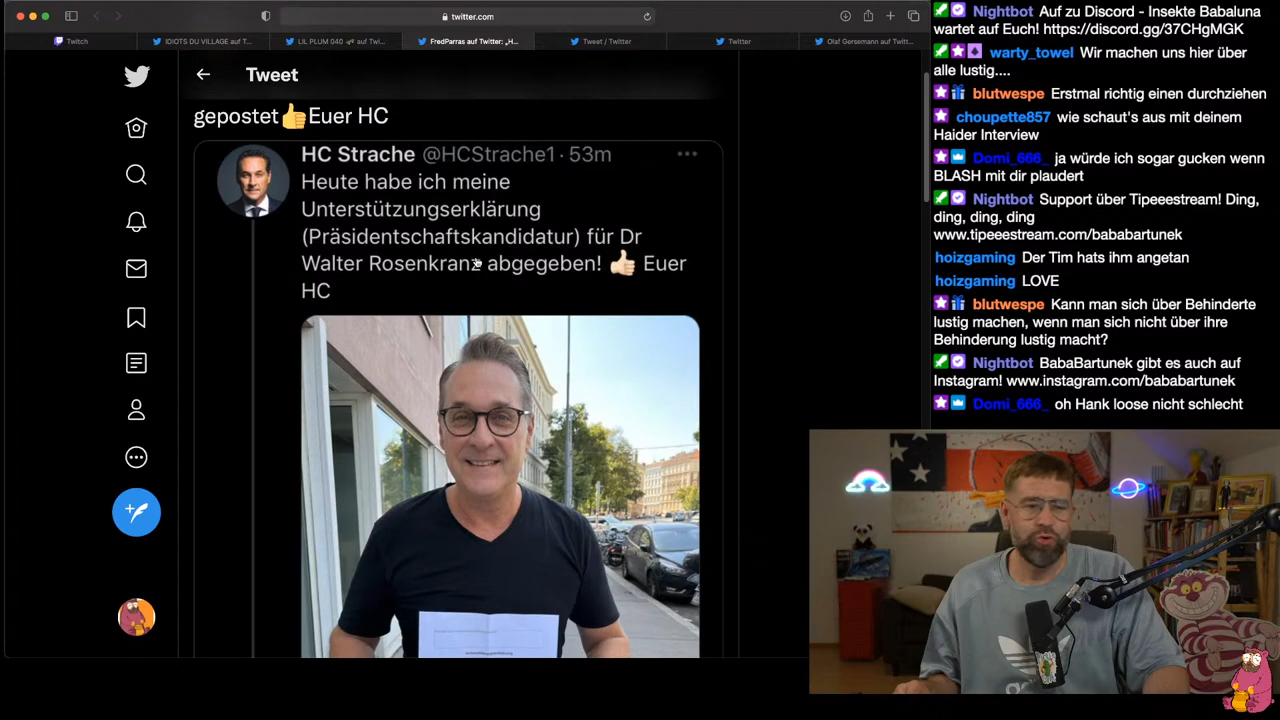 twitter.com
Twitch
IDIOTS DU VILLAGE auf T...
LIL PLUM 040 🌱 auf Twi...
FredParras auf Twitter: „H...
Tweet / Twitter
Twitter
Olaf Gersemann auf Twitt...
Tweet
gepostet👍Euer HC
HC Strache @HCStrache1 · 53m
Heute habe ich meine
Unterstützungserklärung
(Präsidentschaftskandidatur) für Dr
Walter Rosenkranz abgegeben! 👍🏻 Euer
HC
Nightbot Auf zu Discord - Insekte Babaluna
wartet auf Euch! https://discord.gg/37CHgMGK
warty_towel Wir machen uns hier über
alle lustig....
blutwespe Erstmal richtig einen durchziehen
choupette857 wie schaut's aus mit deinem
Haider Interview
Domi_666_ ja würde ich sogar gucken wenn
BLASH mit dir plaudert
Nightbot Support über Tipeeestream! Ding,
ding, ding, ding
www.tipeeestream.com/bababartunek
hoizgaming Der Tim hats ihm angetan
hoizgaming LOVE
blutwespe Kann man sich über Behinderte
lustig machen, wenn man sich nicht über ihre
Behinderung lustig macht?
Nightbot BabaBartunek gibt es auch auf
Instagram! www.instagram.com/bababartunek
Domi_666_ oh Hank loose nicht schlecht